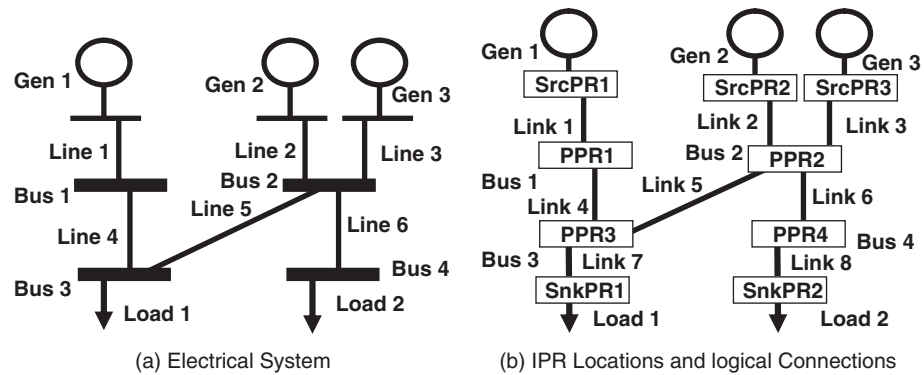 Gen 1
Gen 2
Gen 3
Line 1
Line 2
Line 3
Bus 1
Bus 2
Line 4
Line 5
Line 6
Bus 3
Bus 4
Load 1
Load 2
(a) Electrical System
Gen 1
Gen 2
Gen 3
SrcPR1
SrcPR2
SrcPR3
Link 1
Link 2
Link 3
PPR1
Bus 2
PPR2
Bus 1
Link 5
Link 4
Link 6
PPR3
PPR4
Bus 4
Bus 3
Link 7
Link 8
SnkPR1
SnkPR2
Load 1
Load 2
(b) IPR Locations and logical Connections